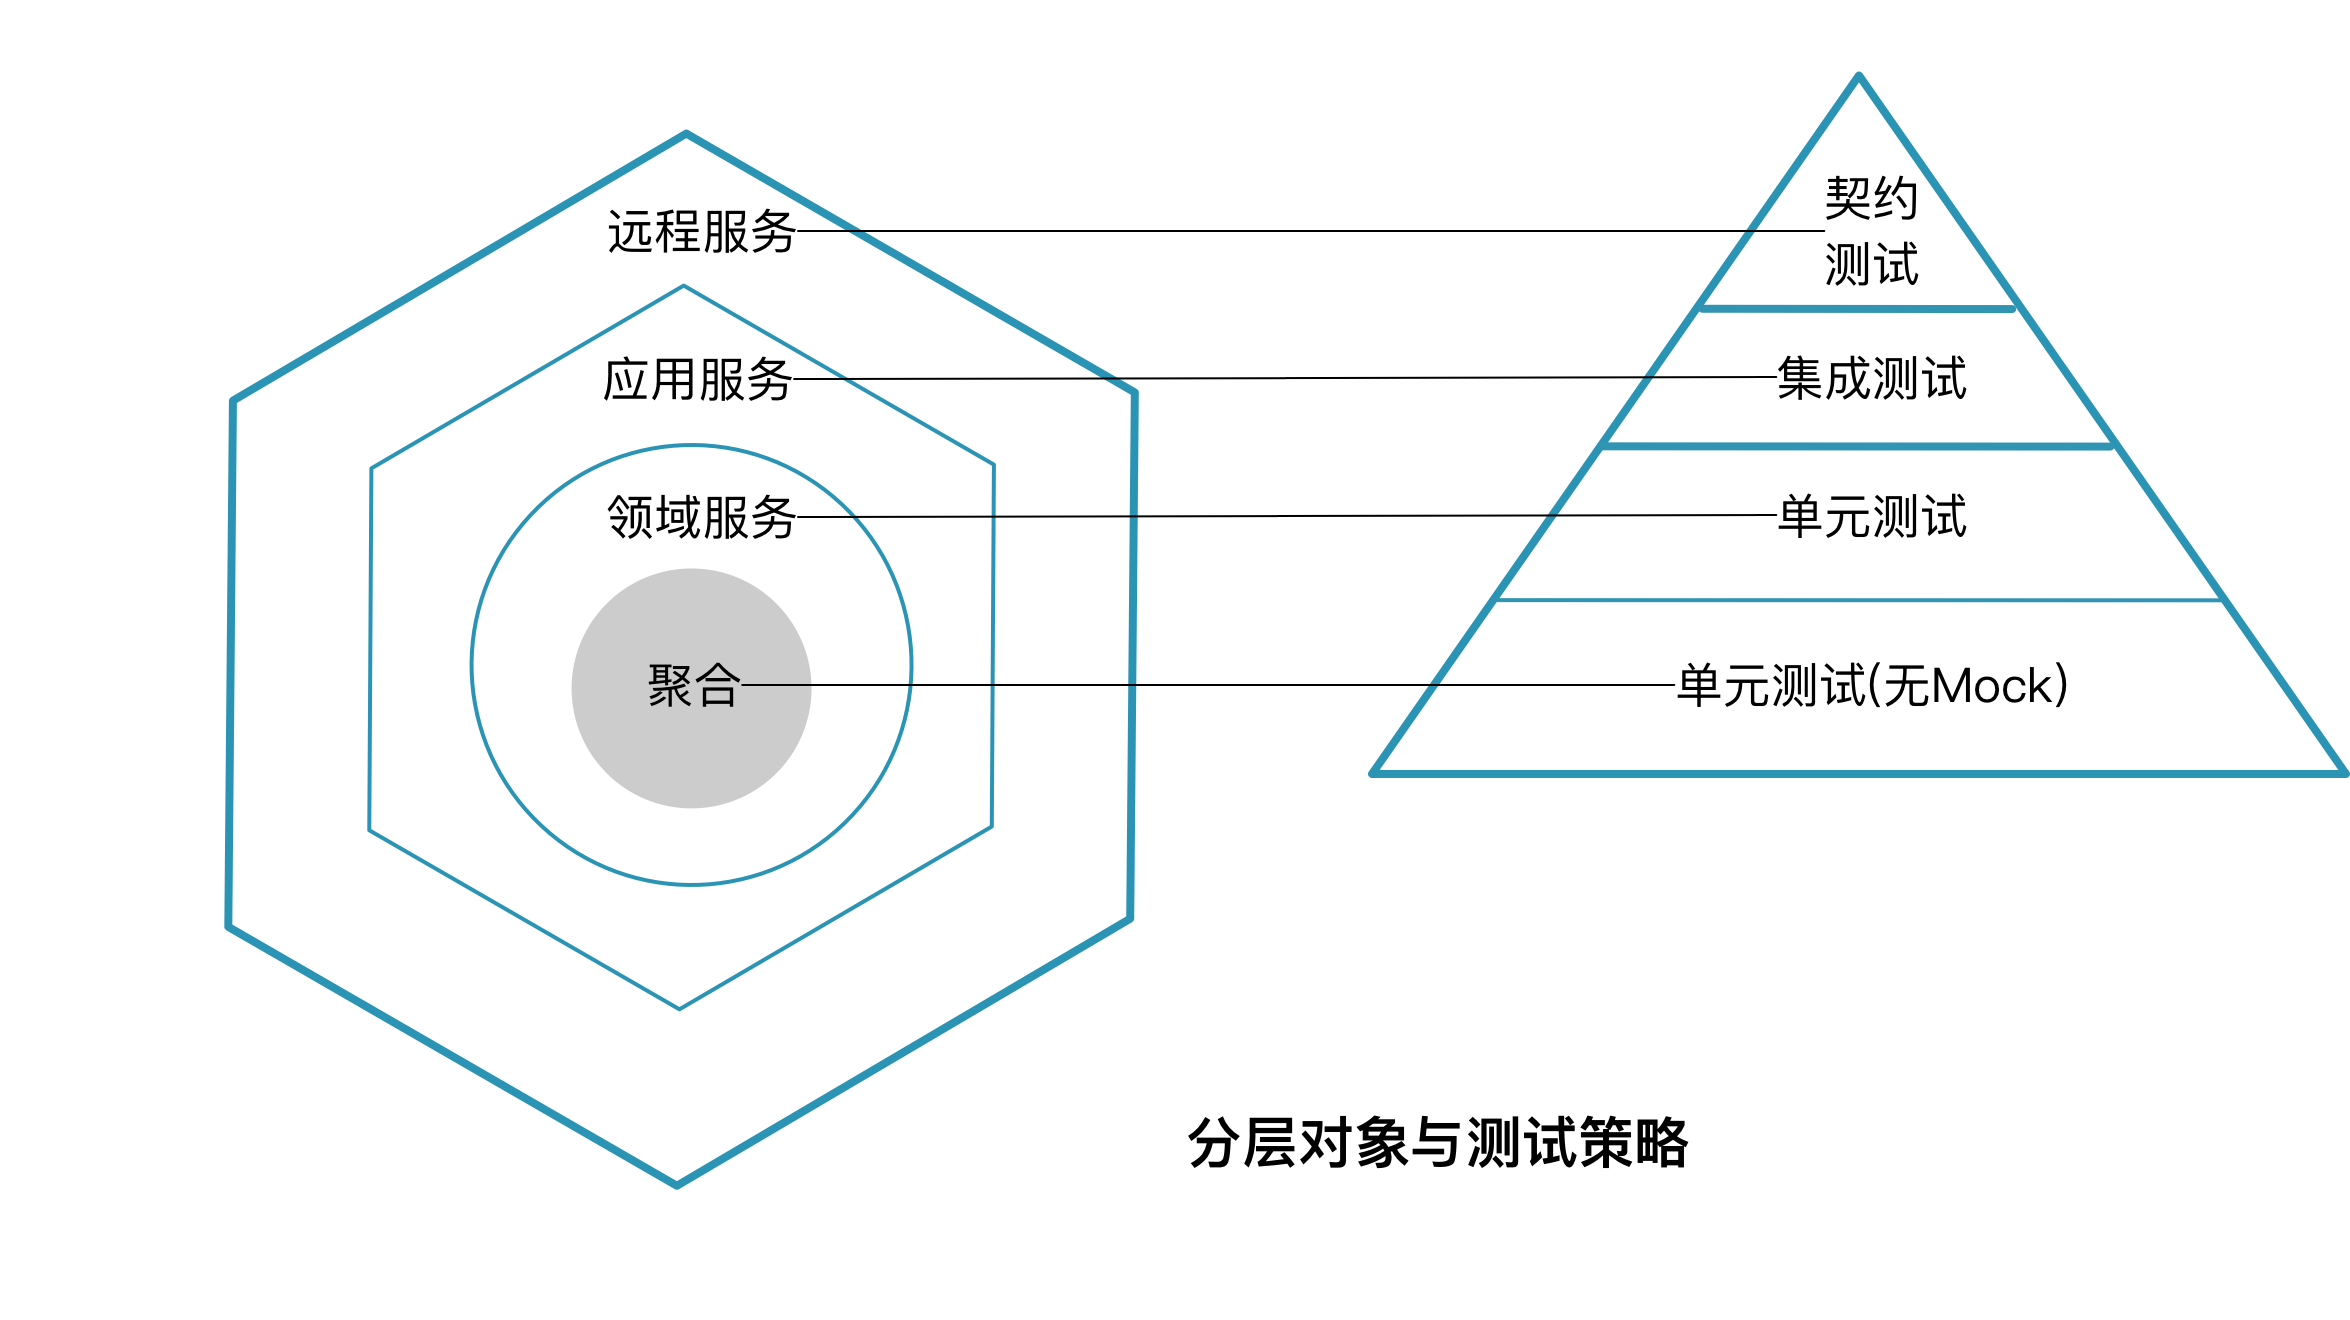 远程服务
应用服务
领域服务
聚合
契约
测试
集成测试
单元测试
单元测试(无Mock)
分层对象与测试策略